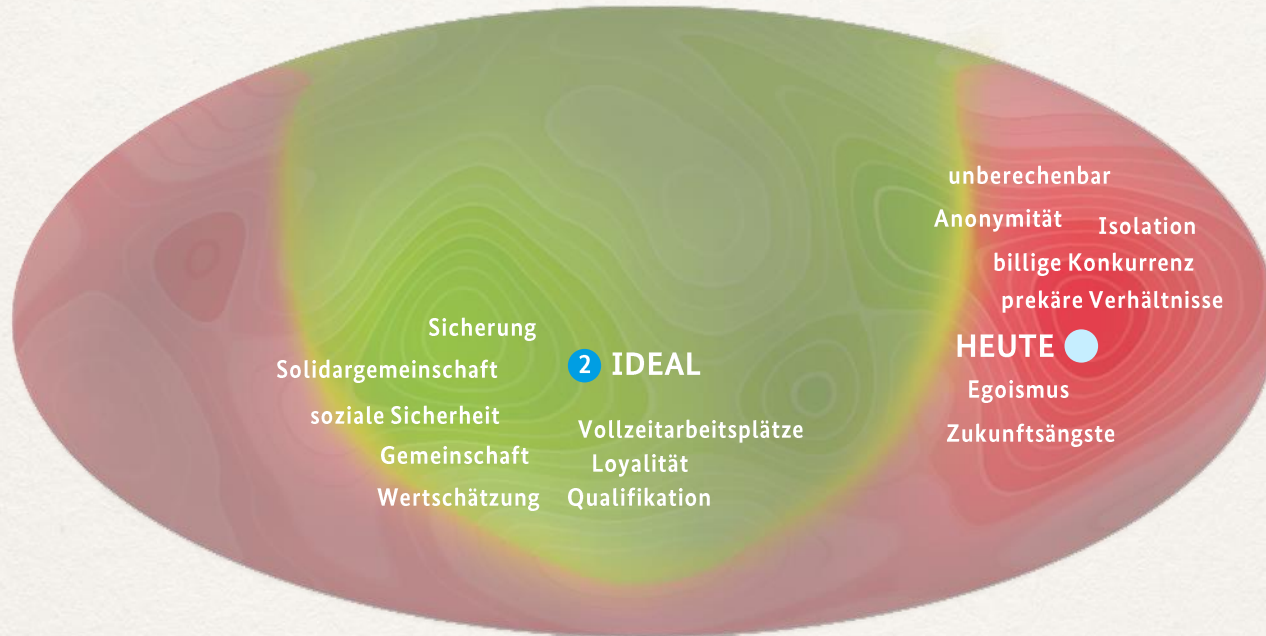 unberechenbar
Anonymität
Isolation
billige Konkurrenz
prekäre Verhältnisse
HEUTE
Egoismus
Zukunftsängste
Sicherung
Solidargemeinschaft
soziale Sicherheit
Gemeinschaft
Wertschätzung
2 IDEAL
Vollzeitarbeitsplätze
Loyalität
Qualifikation